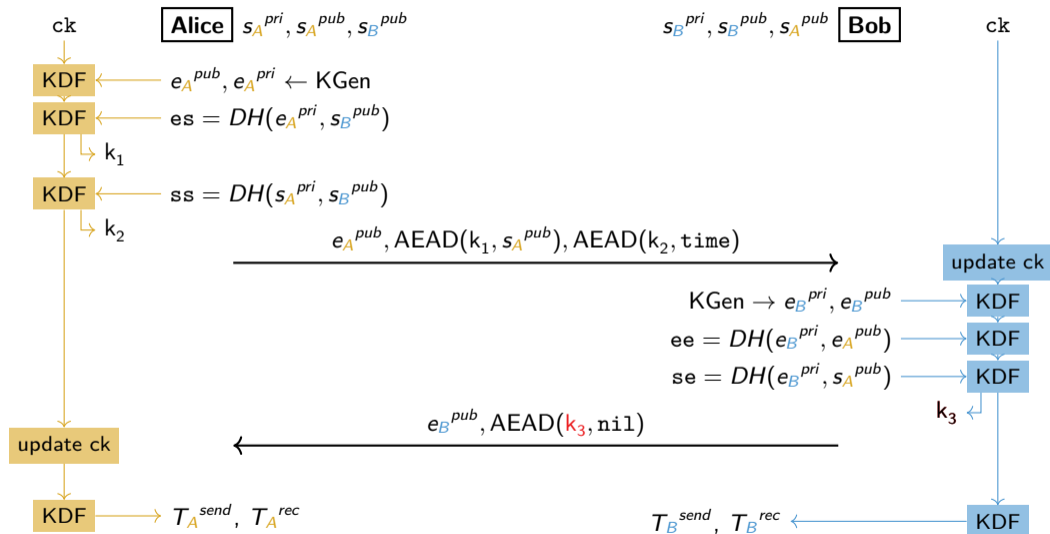 ck Alice s_A^pri, s_A^pub, s_B^pub s_B^pri, s_B^pub, s_A^pub Bob ck
KDF e_A^pub, e_A^pri ← KGen
KDF es = DH(e_A^pri, s_B^pub)
k_1
KDF ss = DH(s_A^pri, s_B^pub)
k_2
e_A^pub, AEAD(k_1, s_A^pub), AEAD(k_2, time)
update ck
KGen → e_B^pri, e_B^pub KDF
ee = DH(e_B^pri, e_A^pub) KDF
se = DH(e_B^pri, s_A^pub) KDF
k_3
e_B^pub, AEAD(k_3, nil)
update ck
KDF T_A^send, T_A^rec T_B^send, T_B^rec KDF